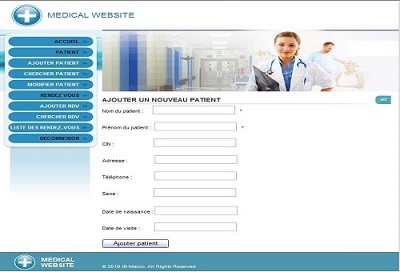 MEDICAL WEBSITE
ACCUEIL
PATIENT
AJOUTER PATIENT
CHERCHER PATIENT
MODIFIER PATIENT
RENDEZ VOUS
AJOUTER RDV
CHERCHER RDV
LISTE DES RENDEZ-VOUS
DECONNEXION
AJOUTER UN NOUVEAU PATIENT
Nom du patient : *
Prénom du patient : *
CIN :
Adresse :
Téléphone :
Sexe :
Date de naissance :
Date de visite :
Ajouter patient
MEDICAL
WEBSITE
All Rights Reserved